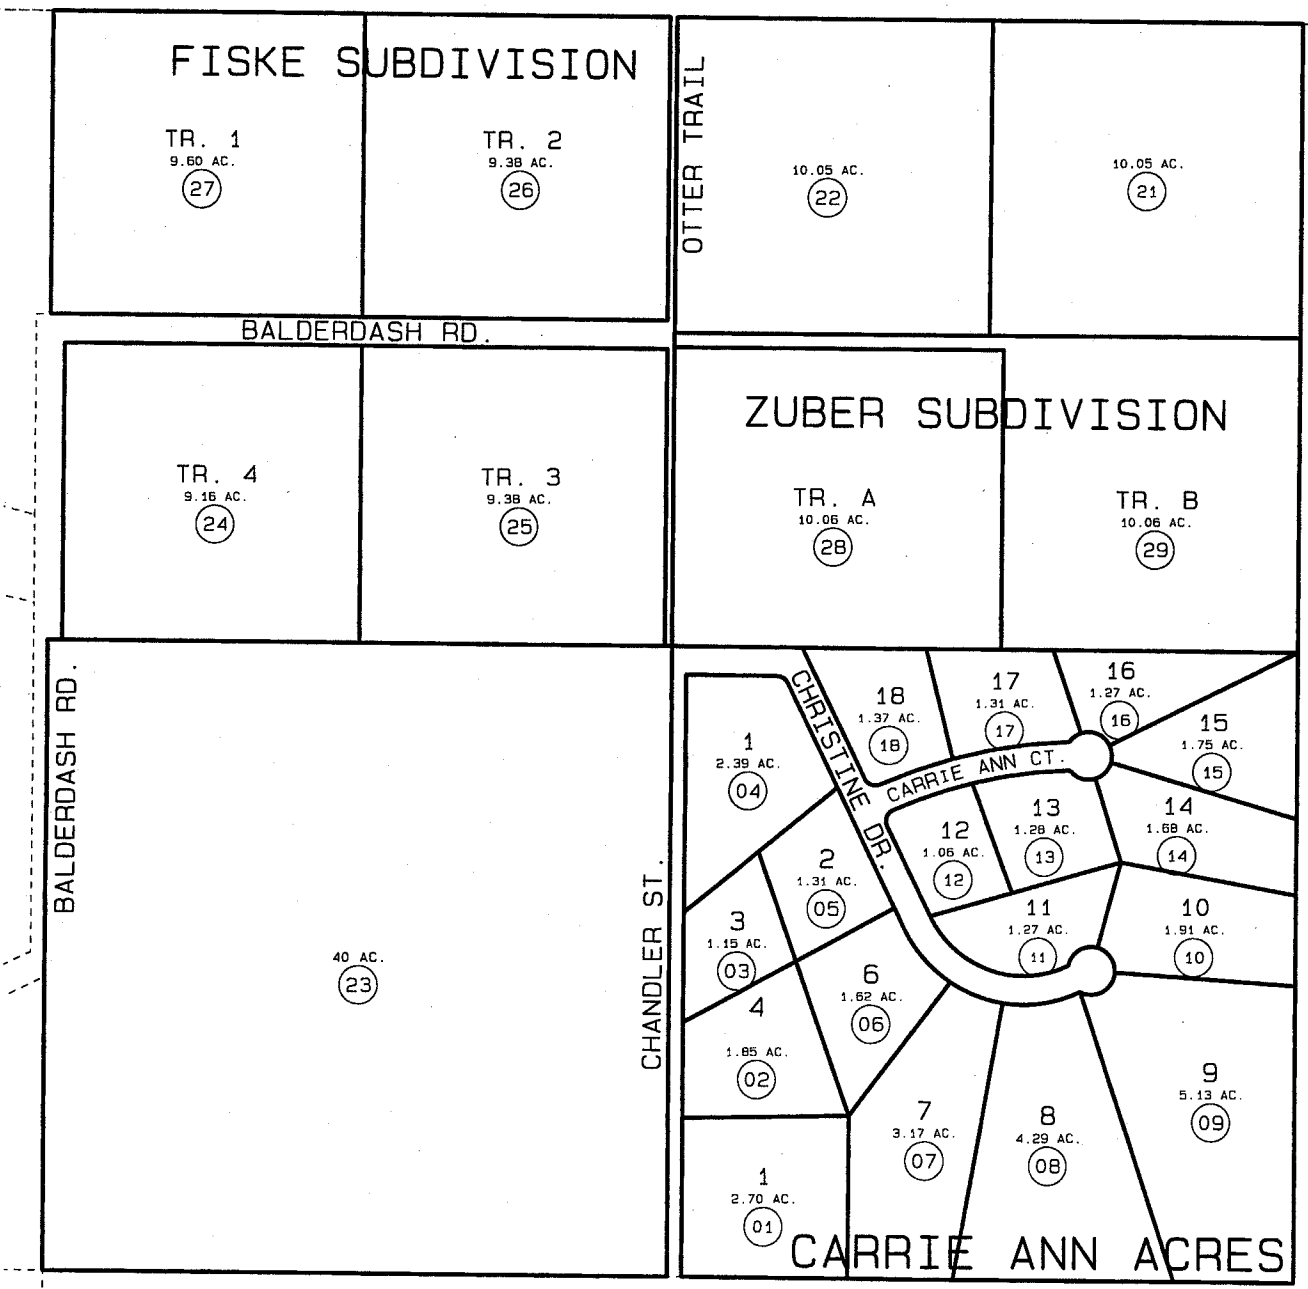 FISKE SUBDIVISION
TR. 1
9.60 AC.
27
TR. 2
9.38 AC.
26
OTTER TRAIL
10.05 AC.
22
10.05 AC.
21
BALDERDASH RD.
TR. 4
9.16 AC.
24
TR. 3
9.38 AC.
25
ZUBER SUBDIVISION
TR. A
10.06 AC.
28
TR. B
10.06 AC.
29
BALDERDASH RD.
40 AC.
23
CHANDLER ST.
CHRISTINE DR.
CARRIE ANN CT.
18
1.37 AC.
18
17
1.31 AC.
17
16
1.27 AC.
16
15
1.75 AC.
15
1
2.39 AC.
04
2
1.31 AC.
05
12
1.06 AC.
12
13
1.28 AC.
13
14
1.68 AC.
14
3
1.15 AC.
03
11
1.27 AC.
11
10
1.91 AC.
10
4
1.85 AC.
02
6
1.62 AC.
06
7
3.17 AC.
07
8
4.29 AC.
08
9
5.13 AC.
09
1
2.70 AC.
01
CARRIE ANN ACRES